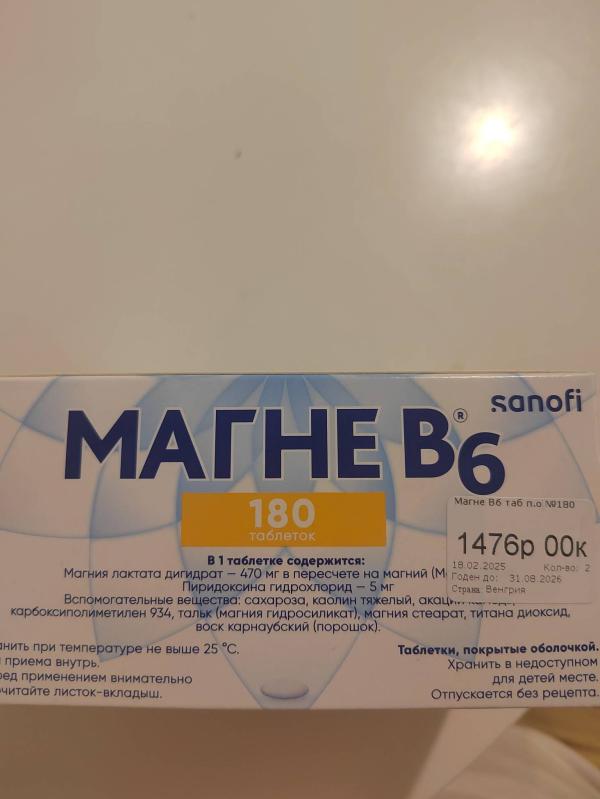 sanofi
МАГНЕ B6®
180
таблеток
Магне В6 таб п.о №180
1476р 00к
18.02.2025 Кол-во: 2
Годен до: 31.08.2026
Страна: Венгрия
В 1 таблетке содержится:
Магния лактата дигидрат — 470 мг в пересчете на магний
Пиридоксина гидрохлорид — 5 мг
Вспомогательные вещества: сахароза, каолин тяжелый,
карбоксиполиметилен 934, тальк (магния гидросиликат), магния стеарат, титана диоксид,
воск карнаубский (порошок).
при температуре не выше 25 °C.
приема внутрь.
применением внимательно
листок-вкладыш.
Таблетки, покрытые оболочкой.
Хранить в недоступном
для детей месте.
Отпускается без рецепта.